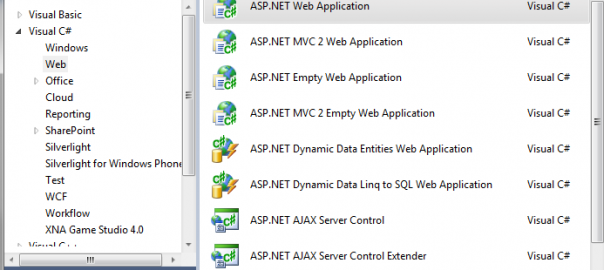 Visual Basic
Visual C#
Windows
Web
Office
Cloud
Reporting
SharePoint
Silverlight
Silverlight for Windows Phone
Test
WCF
Workflow
XNA Game Studio 4.0
Visual C++
ASP.NET Web Application Visual C#
ASP.NET MVC 2 Web Application Visual C#
ASP.NET Empty Web Application Visual C#
ASP.NET MVC 2 Empty Web Application Visual C#
ASP.NET Dynamic Data Entities Web Application Visual C#
ASP.NET Dynamic Data Linq to SQL Web Application Visual C#
ASP.NET AJAX Server Control Visual C#
ASP.NET AJAX Server Control Extender Visual C#